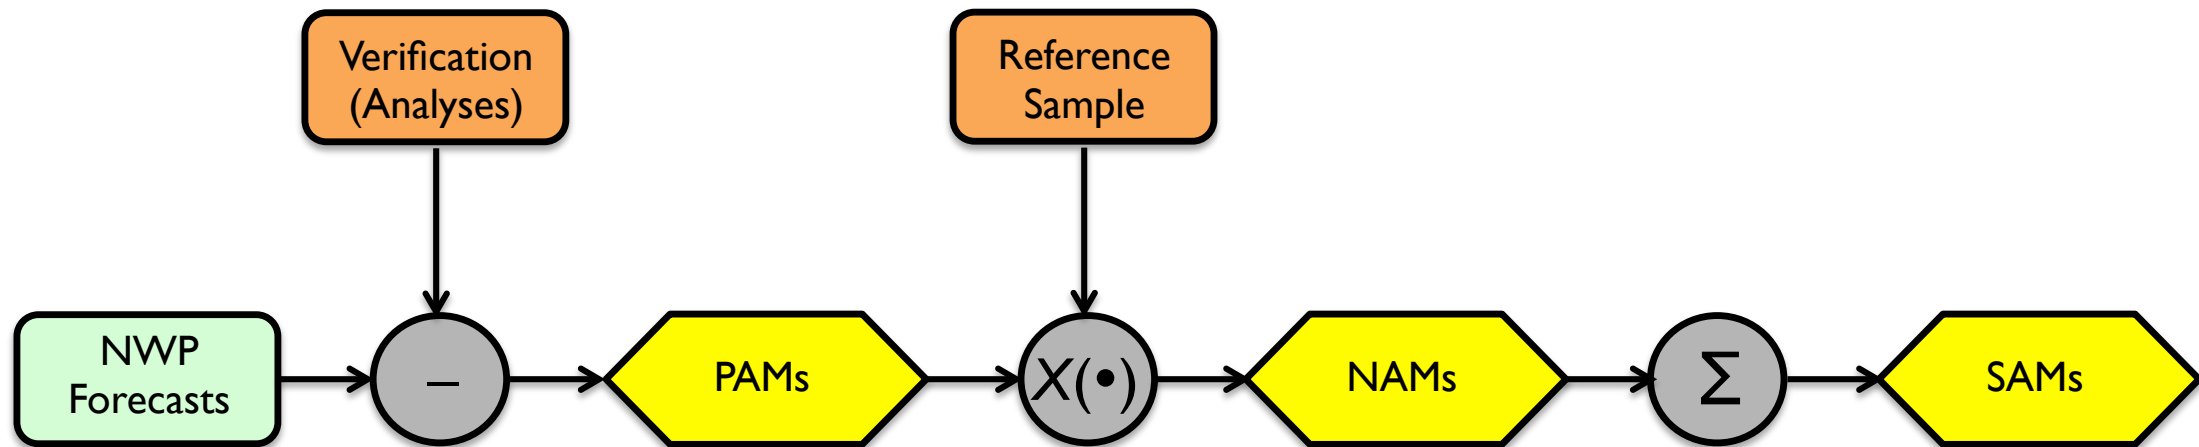 Verification
(Analyses)
Reference
Sample
NWP
Forecasts
–
PAMs
X(•)
NAMs
Σ
SAMs